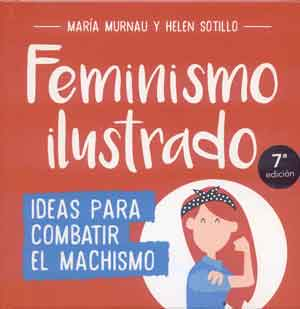 MARÍA MURNAU Y HELEN SOTILLO
Feminismo
ilustrado
7ª
edición
IDEAS PARA
COMBATIR
EL MACHISMO